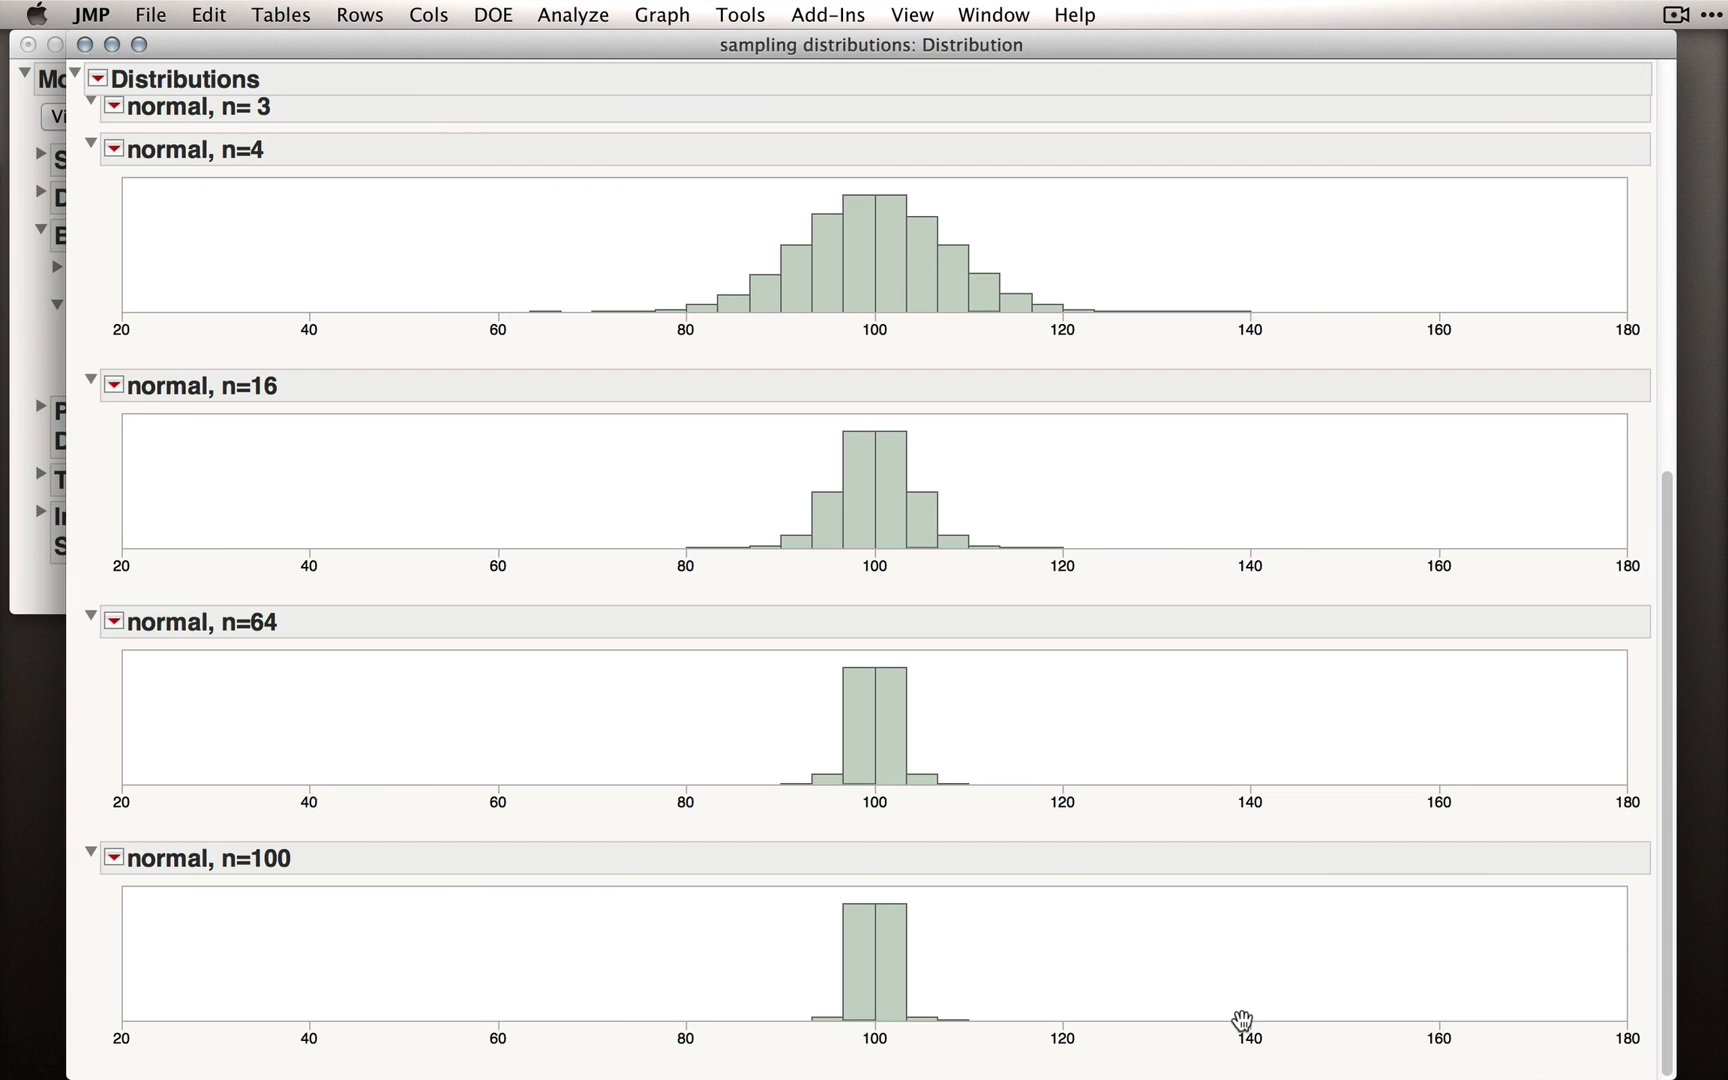 JMP File Edit Tables Rows Cols DOE Analyze Graph Tools Add-Ins View Window Help
sampling distributions: Distribution
Distributions
normal, n= 3
normal, n=4
20 40 60 80 100 120 140 160 180
normal, n=16
20 40 60 80 100 120 140 160 180
normal, n=64
20 40 60 80 100 120 140 160 180
normal, n=100
20 40 60 80 100 120 140 160 180